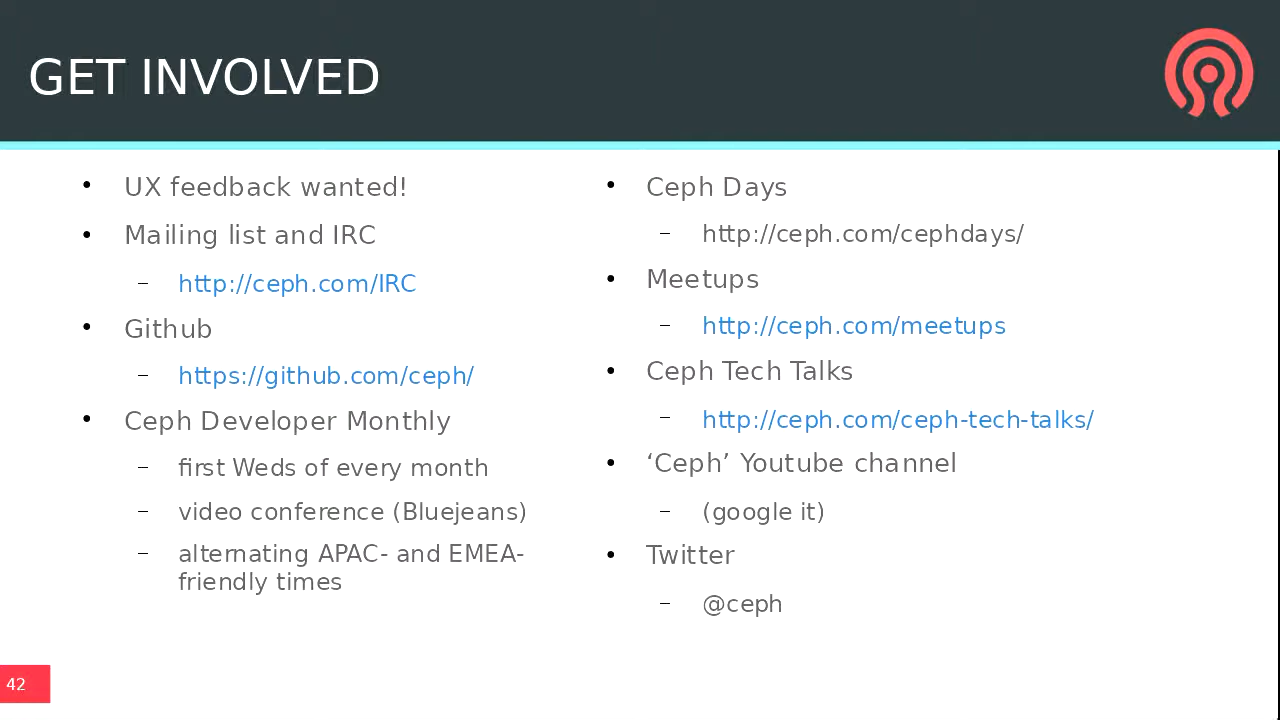 GET INVOLVED
• UX feedback wanted!
• Mailing list and IRC
– http://ceph.com/IRC
• Github
– https://github.com/ceph/
• Ceph Developer Monthly
– first Weds of every month
– video conference (Bluejeans)
– alternating APAC- and EMEA-
friendly times
• Ceph Days
– http://ceph.com/cephdays/
• Meetups
– http://ceph.com/meetups
• Ceph Tech Talks
– http://ceph.com/ceph-tech-talks/
• ‘Ceph’ Youtube channel
– (google it)
• Twitter
– @ceph
42